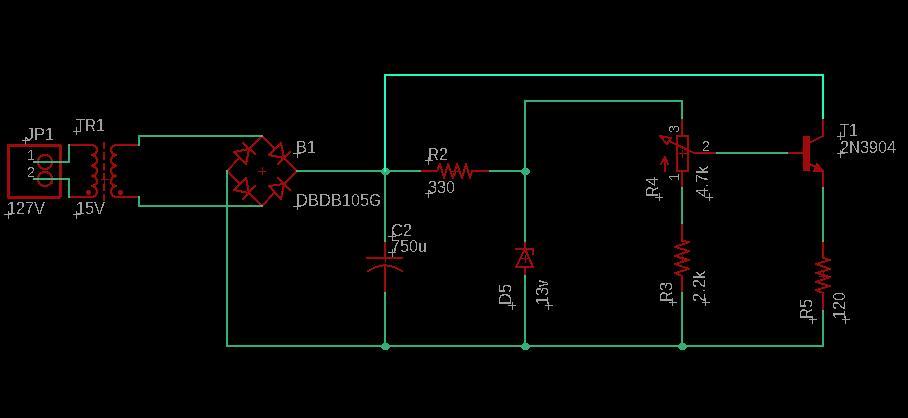 JP1
1
2
127V
TR1
15V
B1
DBDB105G
C2
750u
R2
330
D5
13v
3
2
1
R4
4.7k
R3
2.2k
T1
2N3904
R5
120